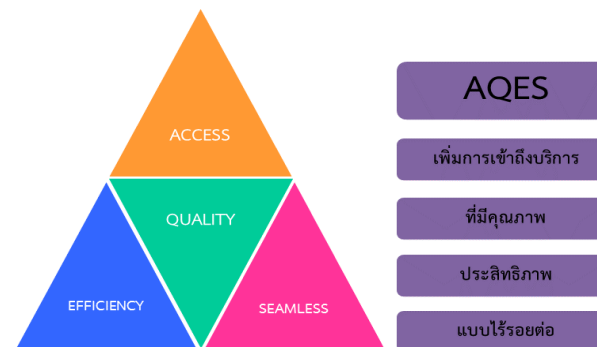 ACCESS
QUALITY
EFFICIENCY
SEAMLESS
AQES
เพิ่มการเข้าถึงบริการ
ที่มีคุณภาพ
ประสิทธิภาพ
แบบไร้รอยต่อ